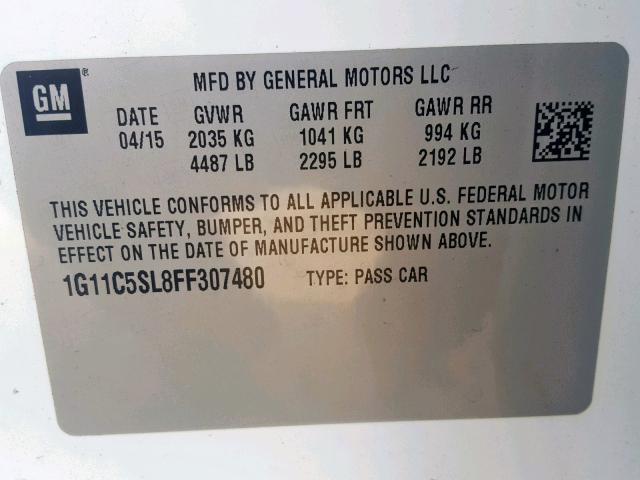 GM®
MFD BY GENERAL MOTORS LLC
DATE GVWR GAWR FRT GAWR RR
04/15 2035 KG 1041 KG 994 KG
4487 LB 2295 LB 2192 LB
THIS VEHICLE CONFORMS TO ALL APPLICABLE U.S. FEDERAL MOTOR
VEHICLE SAFETY, BUMPER, AND THEFT PREVENTION STANDARDS IN
EFFECT ON THE DATE OF MANUFACTURE SHOWN ABOVE.
1G11C5SL8FF307480 TYPE: PASS CAR